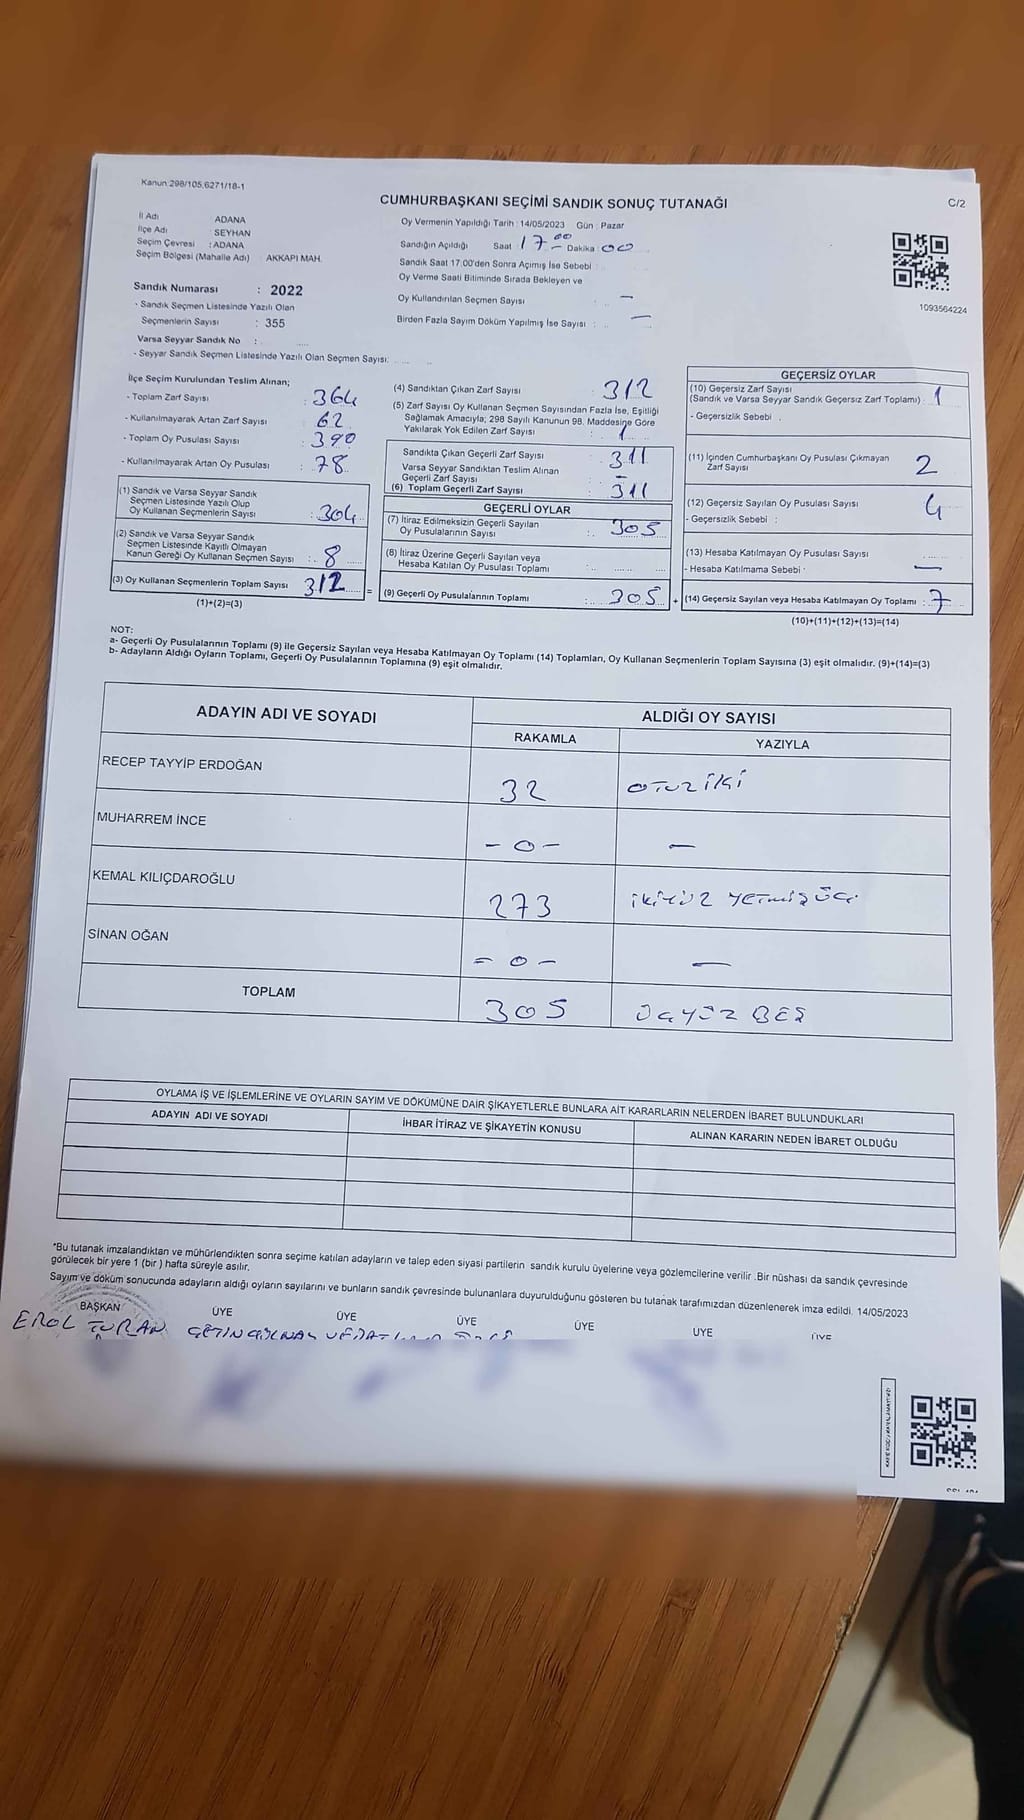 Kanun:298/105,6271/18-1
CUMHURBAŞKANI SEÇİMİ SANDIK SONUÇ TUTANAĞI
C/2
İl Adı ADANA
İlçe Adı SEYHAN
Seçim Çevresi : ADANA
Seçim Bölgesi (Mahalle Adı) AKKAPI MAH.
Oy Vermenin Yapıldığı Tarih : 14/05/2023 Gün : Pazar
Sandığın Açıldığı Saat 17 00 Dakika : 00
Sandık Saat 17:00'den Sonra Açımış İse Sebebi :
Oy Verme Saati Bitiminde Sırada Bekleyen ve
Oy Kullandırılan Seçmen Sayısı : —
Birden Fazla Sayım Döküm Yapılmış İse Sayısı : —
1093564224
Sandık Numarası : 2022
- Sandık Seçmen Listesinde Yazılı Olan
Seçmenlerin Sayısı : 355
Varsa Seyyar Sandık No :
- Seyyar Sandık Seçmen Listesinde Yazılı Olan Seçmen Sayısı:
İlçe Seçim Kurulundan Teslim Alınan;
- Toplam Zarf Sayısı : 364
- Kullanılmayarak Artan Zarf Sayısı : 62
- Toplam Oy Pusulası Sayısı : 390
- Kullanılmayarak Artan Oy Pusulası : 78
(1) Sandık ve Varsa Seyyar Sandık
Seçmen Listesinde Yazılı Olup
Oy Kullanan Seçmenlerin Sayısı : 304
(2) Sandık ve Varsa Seyyar Sandık
Seçmen Listesinde Kayıtlı Olmayan
Kanun Gereği Oy Kullanan Seçmen Sayısı : 8
(3) Oy Kullanan Seçmenlerin Toplam Sayısı 312 =
(1)+(2)=(3)
(4) Sandıktan Çıkan Zarf Sayısı : 312
(5) Zarf Sayısı Oy Kullanan Seçmen Sayısından Fazla İse, Eşitliği
Sağlamak Amacıyla; 298 Sayılı Kanunun 98. Maddesine Göre
Yakılarak Yok Edilen Zarf Sayısı : 1
Sandıkta Çıkan Geçerli Zarf Sayısı : 311
Varsa Seyyar Sandıktan Teslim Alınan
Geçerli Zarf Sayısı : —
(6) Toplam Geçerli Zarf Sayısı : 311
GEÇERLİ OYLAR
(7) İtiraz Edilmeksizin Geçerli Sayılan
Oy Pusulalarının Sayısı : 305
(8) İtiraz Üzerine Geçerli Sayılan veya
Hesaba Katılan Oy Pusulası Toplamı :
(9) Geçerli Oy Pusulalarının Toplamı : 305 +
GEÇERSİZ OYLAR
(10) Geçersiz Zarf Sayısı
(Sandık ve Varsa Seyyar Sandık Geçersiz Zarf Toplamı) : 1
- Geçersizlik Sebebi :
(11) İçinden Cumhurbaşkanı Oy Pusulası Çıkmayan
Zarf Sayısı 2
(12) Geçersiz Sayılan Oy Pusulası Sayısı 4
- Geçersizlik Sebebi :
(13) Hesaba Katılmayan Oy Pusulası Sayısı
- Hesaba Katılmama Sebebi : —
(14) Geçersiz Sayılan veya Hesaba Katılmayan Oy Toplamı : 7
(10)+(11)+(12)+(13)=(14)
NOT:
a- Geçerli Oy Pusulalarının Toplamı (9) ile Geçersiz Sayılan veya Hesaba Katılmayan Oy Toplamı (14) Toplamları, Oy Kullanan Seçmenlerin Toplam Sayısına (3) eşit olmalıdır. (9)+(14)=(3)
b- Adayların Aldığı Oyların Toplamı, Geçerli Oy Pusulalarının Toplamına (9) eşit olmalıdır.
ADAYIN ADI VE SOYADI
ALDIĞI OY SAYISI
RAKAMLA YAZIYLA
RECEP TAYYİP ERDOĞAN 32 OTUZİKİ
MUHARREM İNCE - 0 - —
KEMAL KILIÇDAROĞLU 273 İKİYÜZ YETMİŞÜÇ
SİNAN OĞAN - 0 - —
TOPLAM 305 ÜÇYÜZ BEŞ
OYLAMA İŞ VE İŞLEMLERİNE VE OYLARIN SAYIM VE DÖKÜMÜNE DAİR ŞİKAYETLERLE BUNLARA AİT KARARLARIN NELERDEN İBARET BULUNDUKLARI
ADAYIN ADI VE SOYADI İHBAR İTİRAZ VE ŞİKAYETİN KONUSU ALINAN KARARIN NEDEN İBARET OLDUĞU
*Bu tutanak imzalandıktan ve mühürlendikten sonra seçime katılan adayların ve talep eden siyasi partilerin sandık kurulu üyelerine veya gözlemcilerine verilir .Bir nüshası da sandık çevresinde
görülecek bir yere 1 (bir ) hafta süreyle asılır.
Sayım ve döküm sonucunda adayların aldığı oyların sayılarını ve bunların sandık çevresinde bulunanlara duyurulduğunu gösteren bu tutanak tarafımızdan düzenlenerek imza edildi. 14/05/2023
BAŞKAN ÜYE ÜYE ÜYE ÜYE ÜYE ÜYE
EROL TURAN